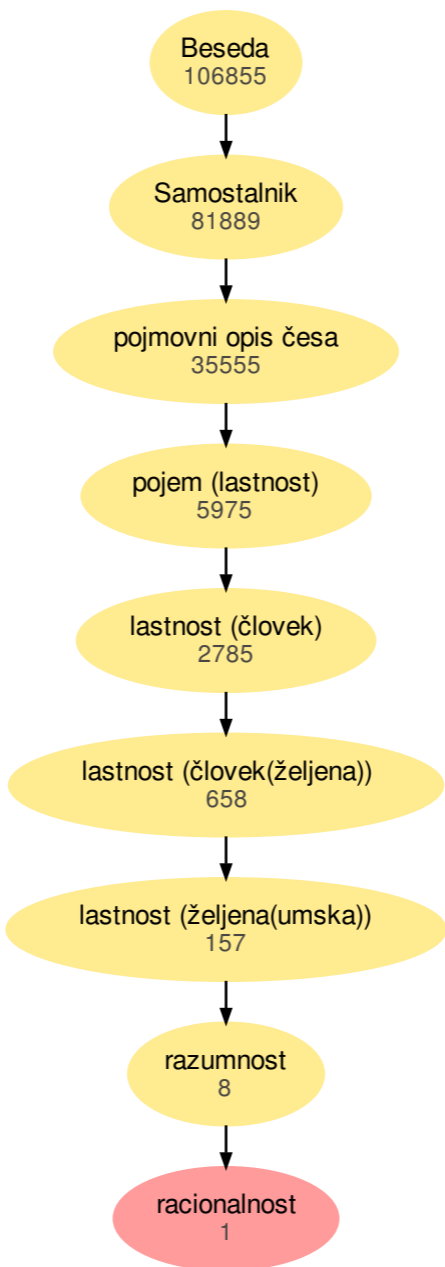 Beseda
106855
Samostalnik
81889
pojmovni opis česa
35555
pojem (lastnost)
5975
lastnost (človek)
2785
lastnost (človek(željena))
658
lastnost (željena(umska))
157
razumnost
8
racionalnost
1